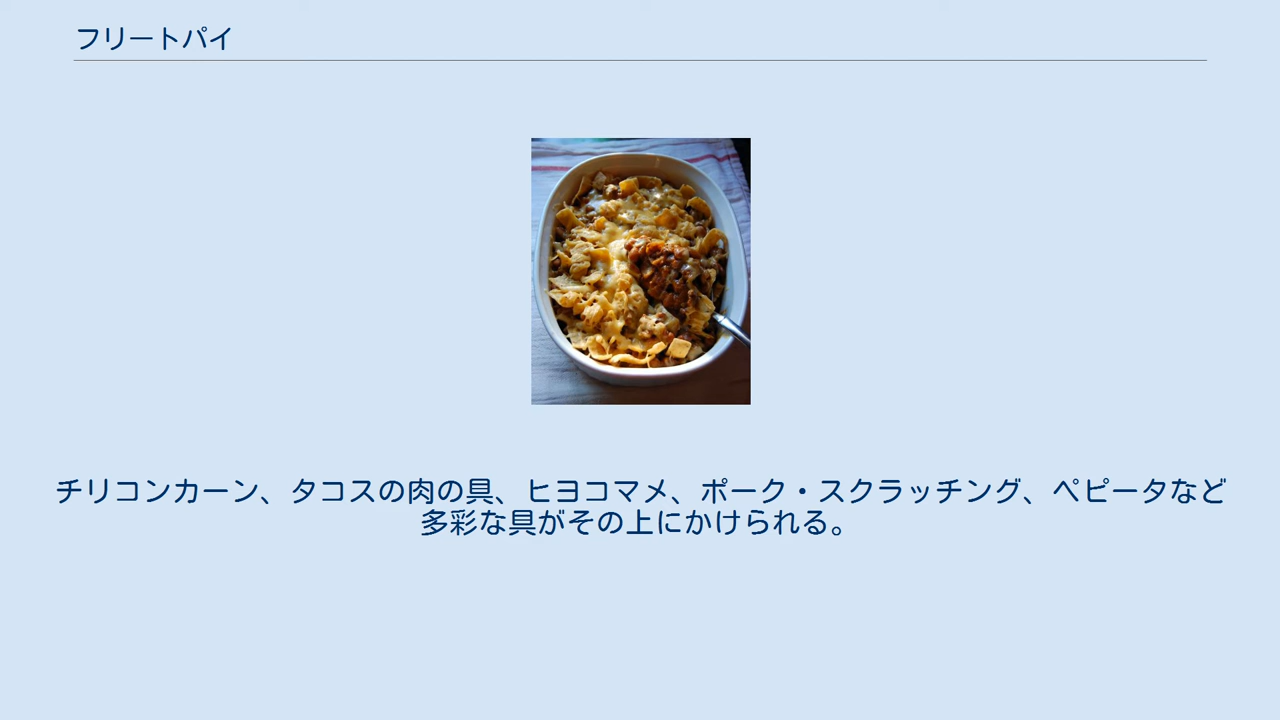 フリートパイ
チリコンカーン、タコスの肉の具、ヒヨコマメ、ポーク・スクラッチング、ペピータなど
多彩な具がその上にかけられる。